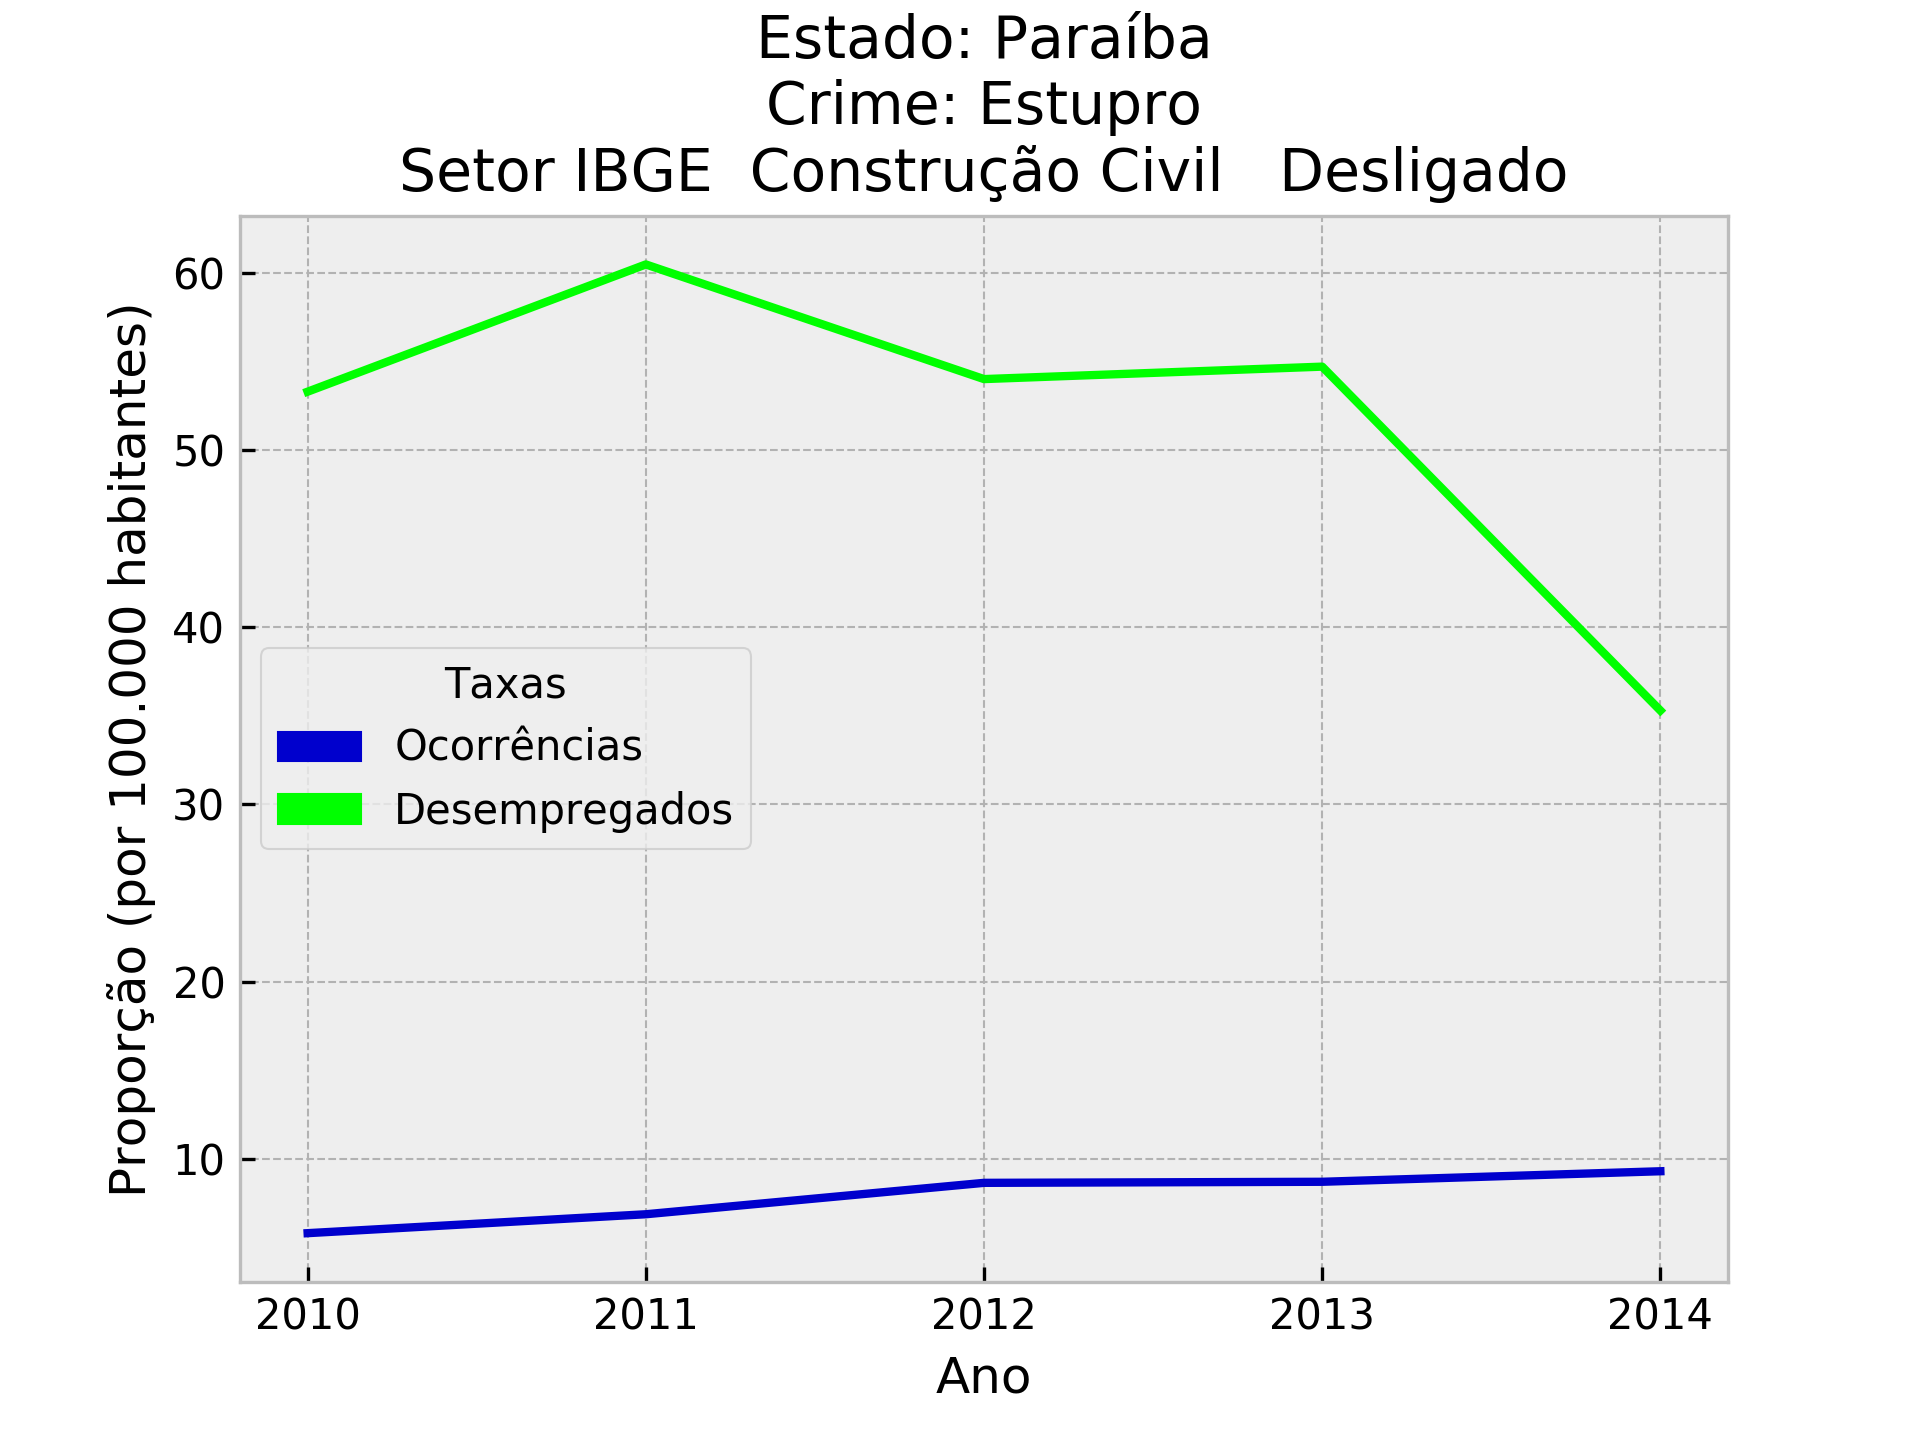 Estado: Paraíba
Crime: Estupro
Setor IBGE  Construção Civil   Desligado
Proporção (por 100.000 habitantes)
60
50
40
30
20
10
Taxas
Ocorrências
Desempregados
2010
2011
2012
2013
2014
Ano